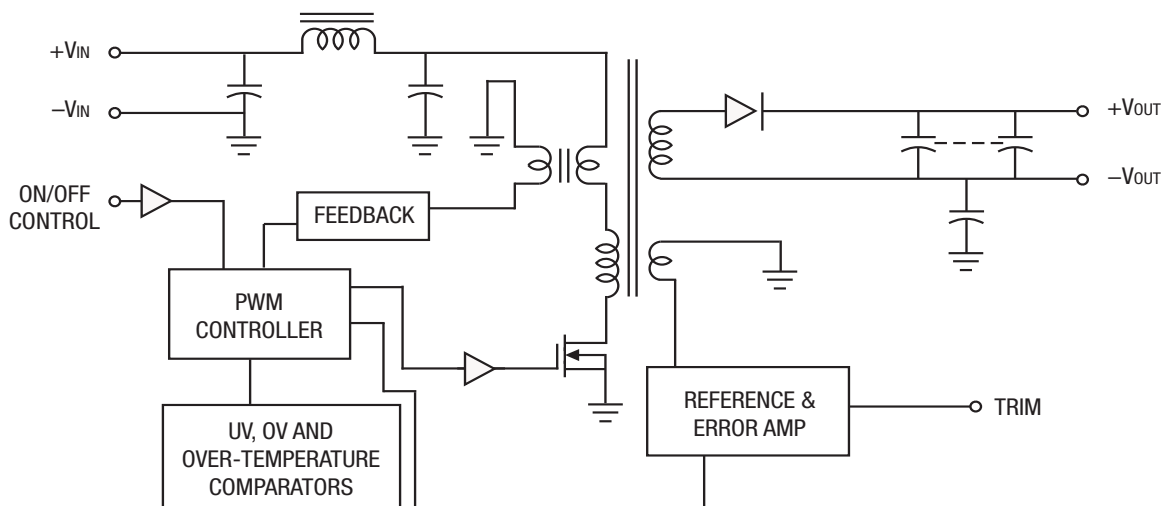 +VIN
–VIN
ON/OFF
CONTROL
FEEDBACK
PWM
CONTROLLER
UV, OV AND
OVER-TEMPERATURE
COMPARATORS
REFERENCE &
ERROR AMP
TRIM
+VOUT
–VOUT